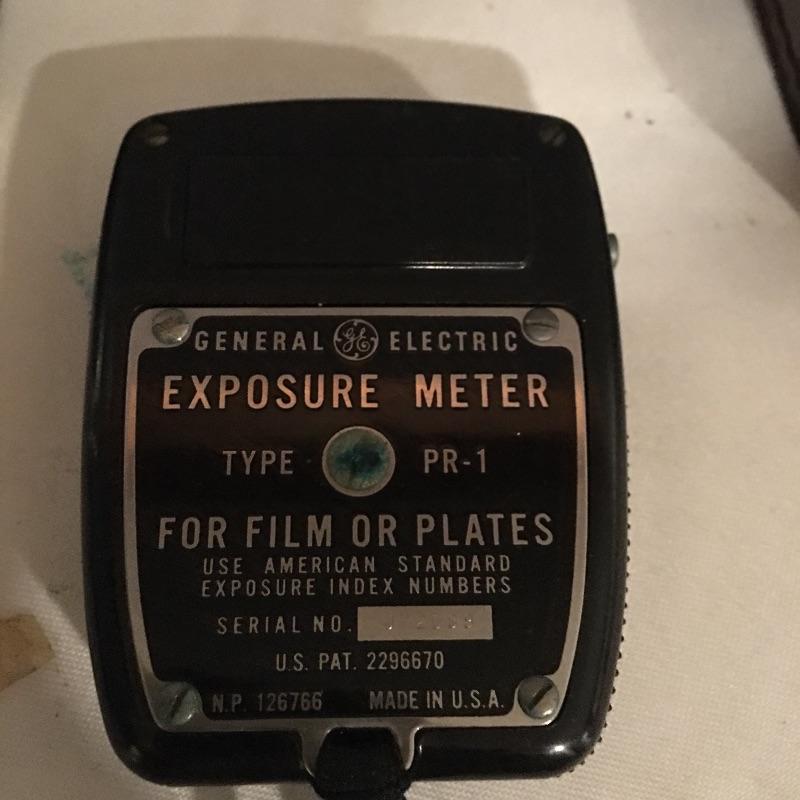 GENERAL GE ELECTRIC
EXPOSURE METER
TYPE PR-1
FOR FILM OR PLATES
USE AMERICAN STANDARD
EXPOSURE INDEX NUMBERS
SERIAL NO.
U.S. PAT. 2296670
N.P. 126766 MADE IN U.S.A.